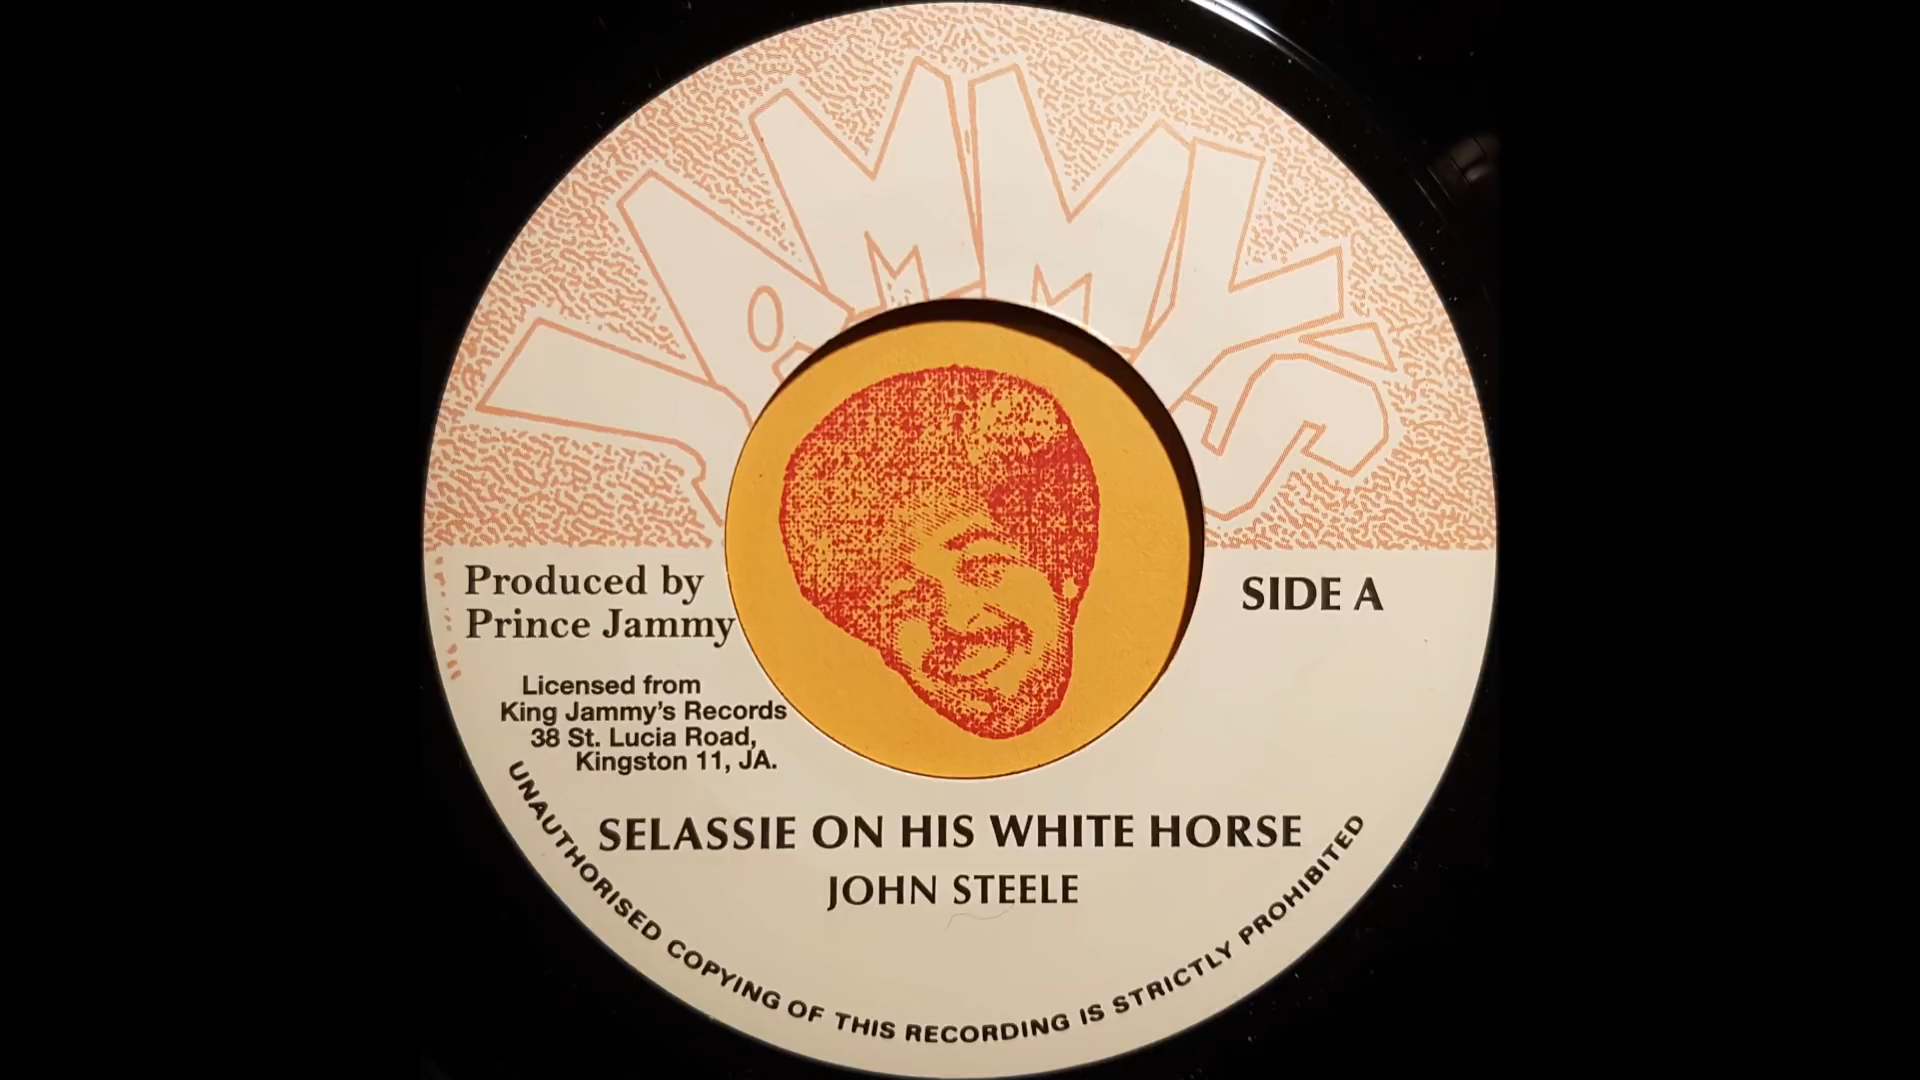 JAMMYS
Produced by
Prince Jammy
SIDE A
Licensed from
King Jammy's Records
38 St. Lucia Road,
Kingston 11, JA.
SELASSIE ON HIS WHITE HORSE
JOHN STEELE
UNAUTHORISED COPYING OF THIS RECORDING IS STRICTLY PROHIBITED